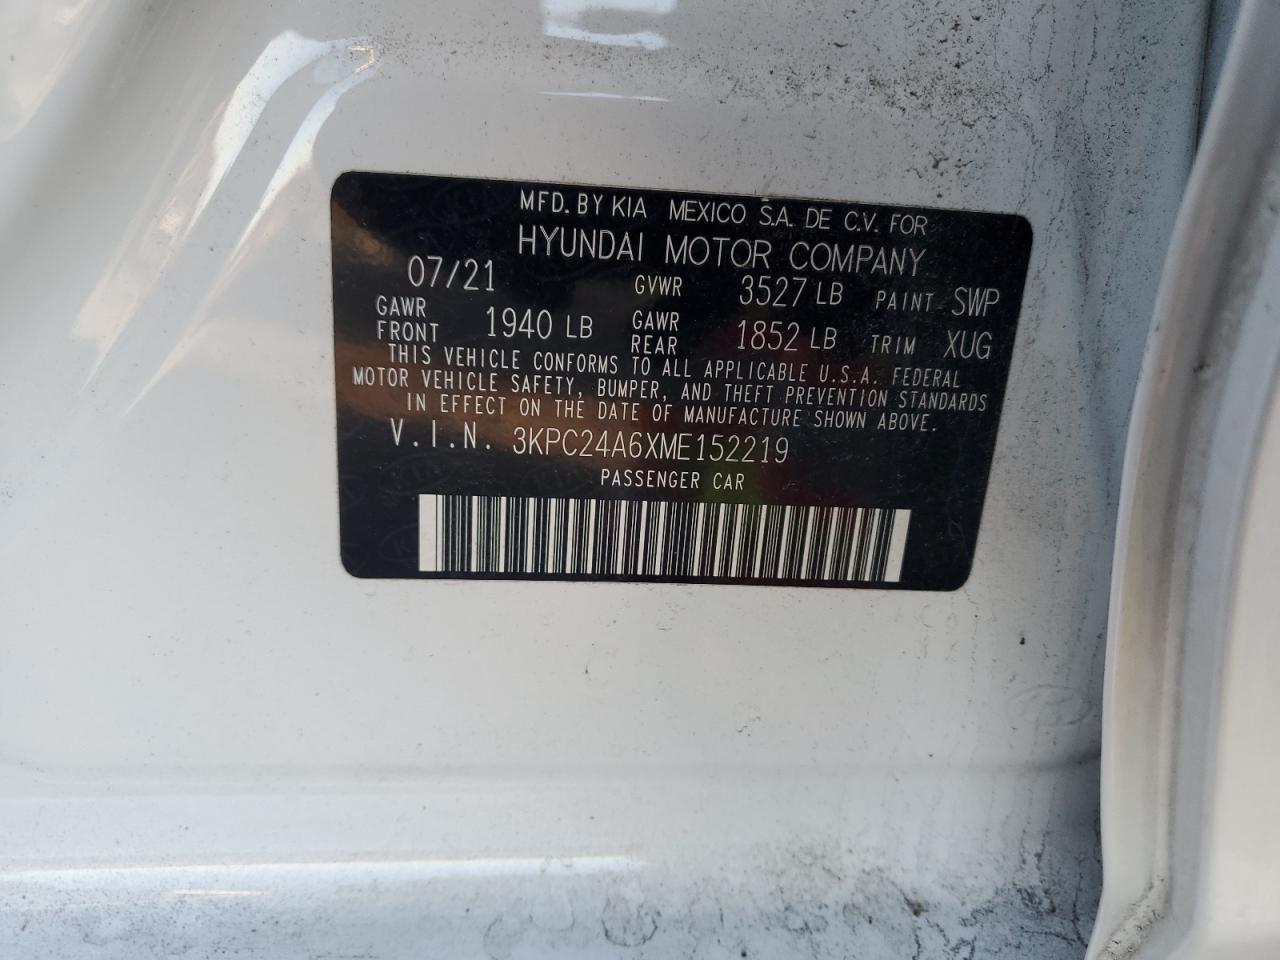 MFD. BY KIA MEXICO S.A. DE C.V. FOR
HYUNDAI MOTOR COMPANY
07/21 GVWR 3527 LB PAINT SWP
GAWR FRONT 1940 LB GAWR REAR 1852 LB TRIM XUG
THIS VEHICLE CONFORMS TO ALL APPLICABLE U.S.A. FEDERAL
MOTOR VEHICLE SAFETY, BUMPER, AND THEFT PREVENTION STANDARDS
IN EFFECT ON THE DATE OF MANUFACTURE SHOWN ABOVE.
V.I.N. 3KPC24A6XME152219
PASSENGER CAR